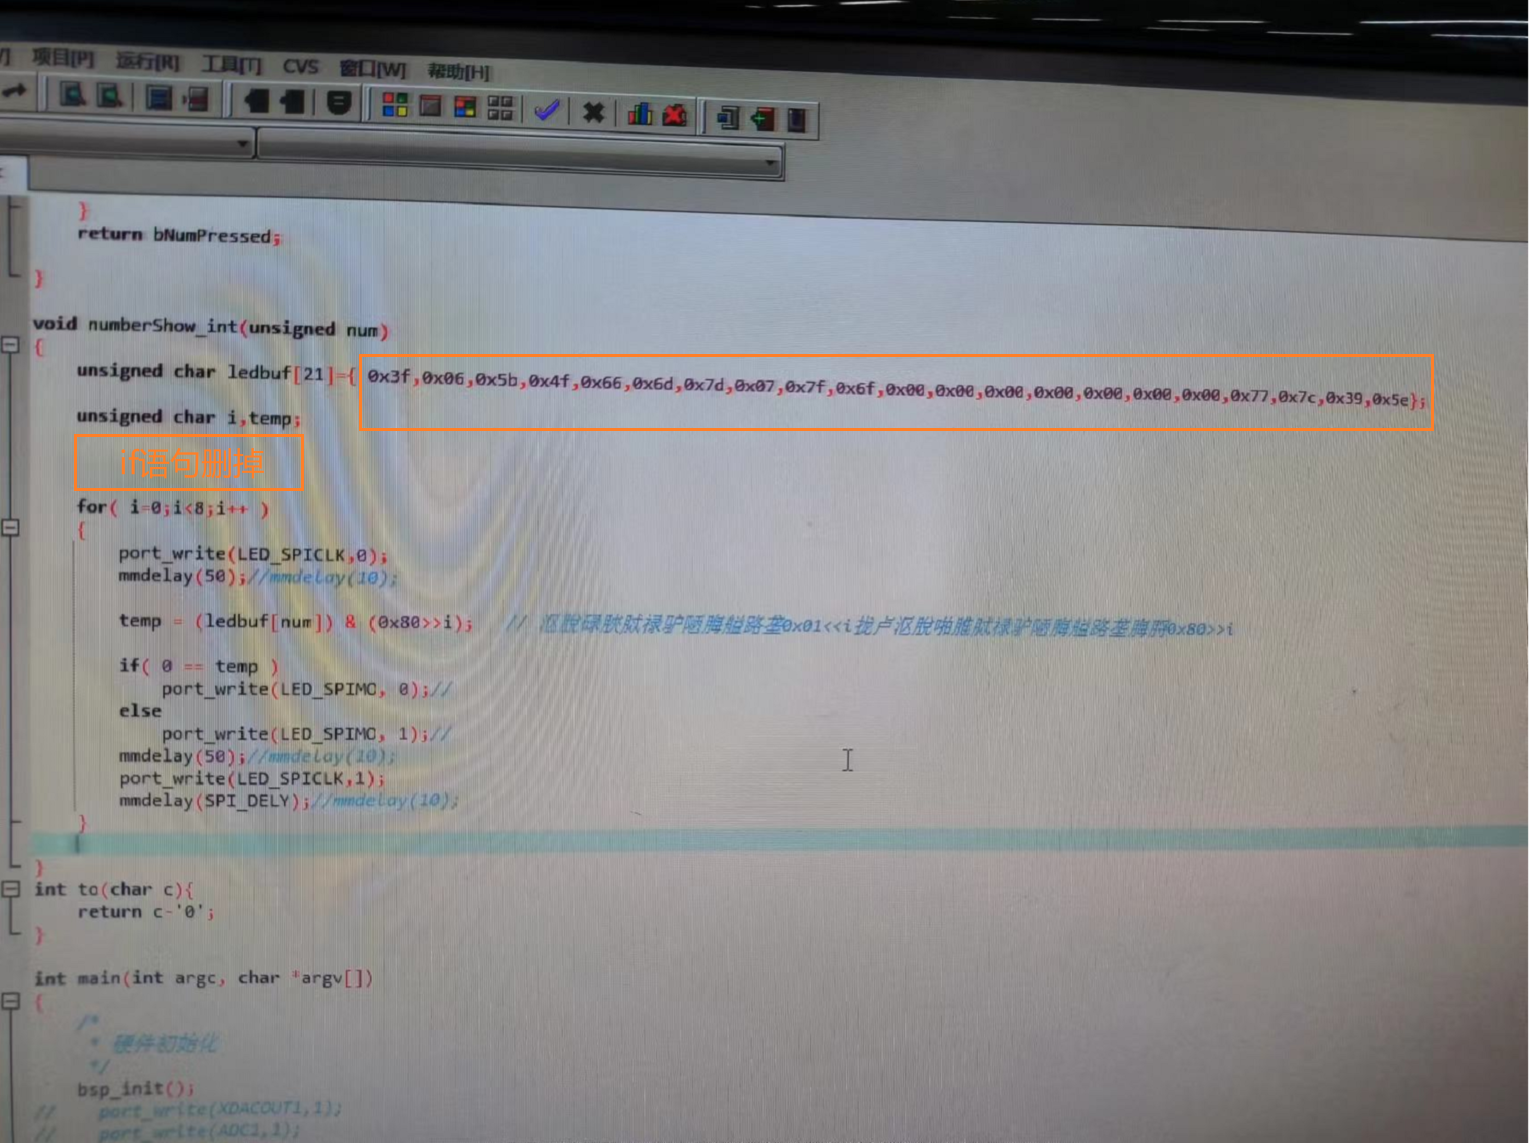 项目[P] 运行[R] 工具[T] CVS 窗口[W] 帮助[H]
}
return bNumPressed;
}
void numberShow_int(unsigned num)
{
unsigned char ledbuf[21]={ 0x3f,0x06,0x5b,0x4f,0x66,0x6d,0x7d,0x07,0x7f,0x6f,0x00,0x00,0x00,0x00,0x00,0x00,0x00,0x77,0x7c,0x39,0x5e};
unsigned char i,temp;
if语句删掉
for( i=0;i<8;i++ )
{
port_write(LED_SPICLK,0);
mmdelay(50);//mmdelay(10);
temp = (ledbuf[num]) & (0x80>>i); // 0x01<<i 0x80>>i
if( 0 == temp )
port_write(LED_SPIMO, 0);//
else
port_write(LED_SPIMO, 1);//
mmdelay(50);//mmdelay(10);
port_write(LED_SPICLK,1);
mmdelay(SPI_DELY);//mmdelay(10);
}
}
int to(char c){
return c-'0';
}
int main(int argc, char *argv[])
{
/*
* 硬件初始化
*/
bsp_init();
// port_write(XDACOUT1,1);
// port_write(ADC1,1);